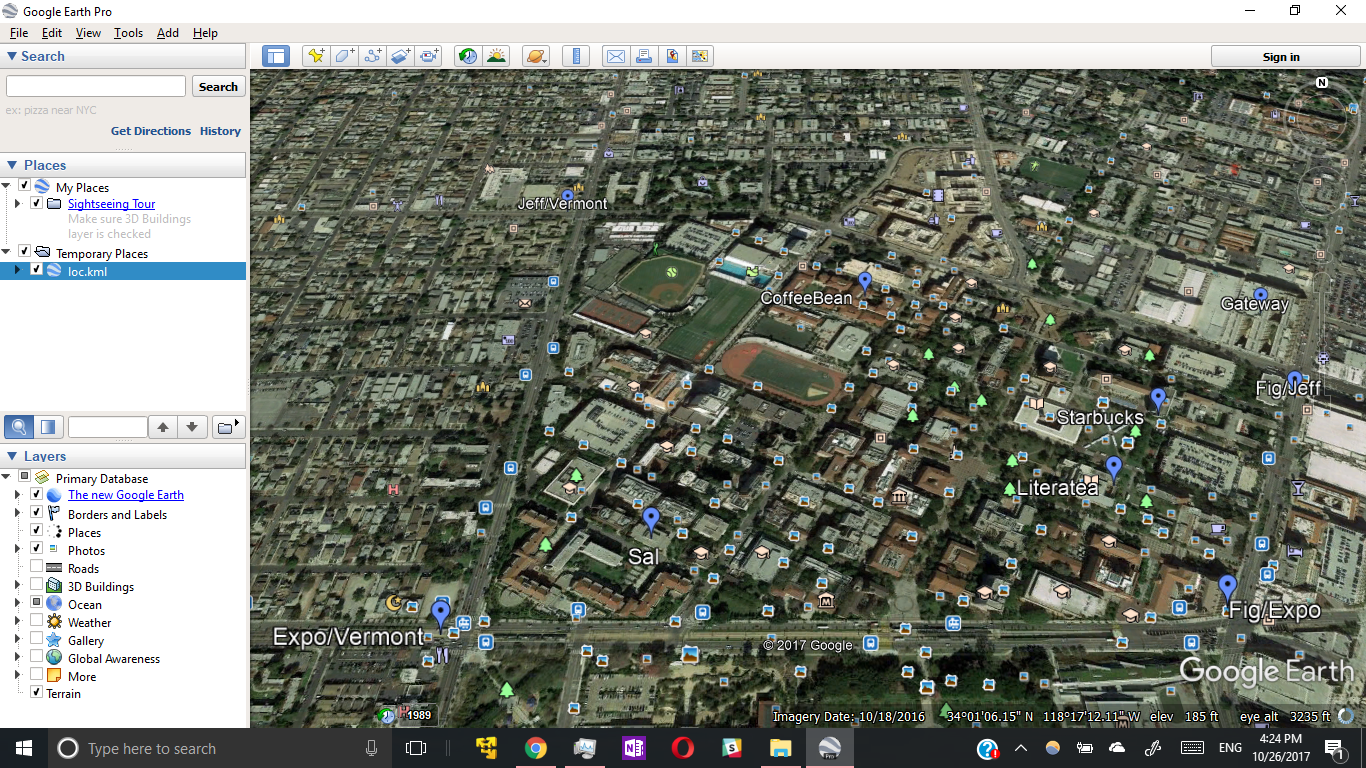 Google Earth Pro
File Edit View Tools Add Help
Search
Sign in
Search
ex: pizza near NYC
Get Directions History
N
Places
My Places
Sightseeing Tour
Make sure 3D Buildings
layer is checked
Temporary Places
loc.kml
Jeff/Vermont
CoffeeBean
Gateway
Fig/Jeff
Starbucks
Literatea
Sal
Fig/Expo
Expo/Vermont
Layers
Primary Database
The new Google Earth
Borders and Labels
Places
Photos
Roads
3D Buildings
Ocean
Weather
Gallery
Global Awareness
More
Terrain
© 2017 Google
Google Earth
1989
Imagery Date: 10/18/2016 34°01'06.15" N 118°17'12.11" W elev 185 ft eye alt 3235 ft
Type here to search
ENG
4:24 PM
10/26/2017
1